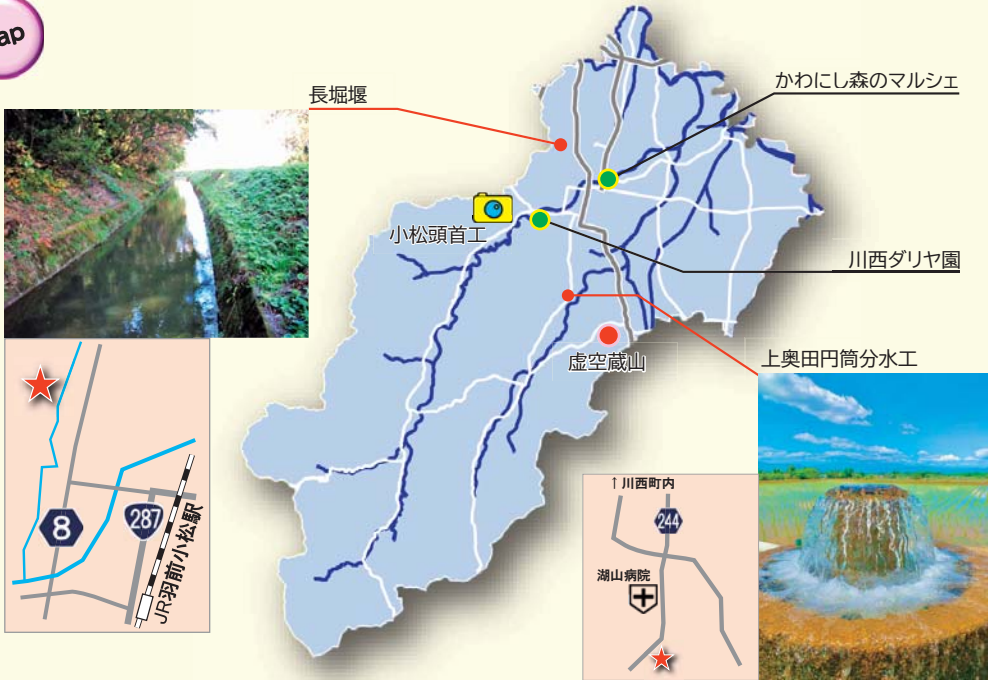 ap
長堀堰
かわにし森のマルシェ
小松頭首工
川西ダリヤ園
虚空蔵山
上奥田円筒分水工
8
287
JR羽前小松駅
↑川西町内
244
湖山病院